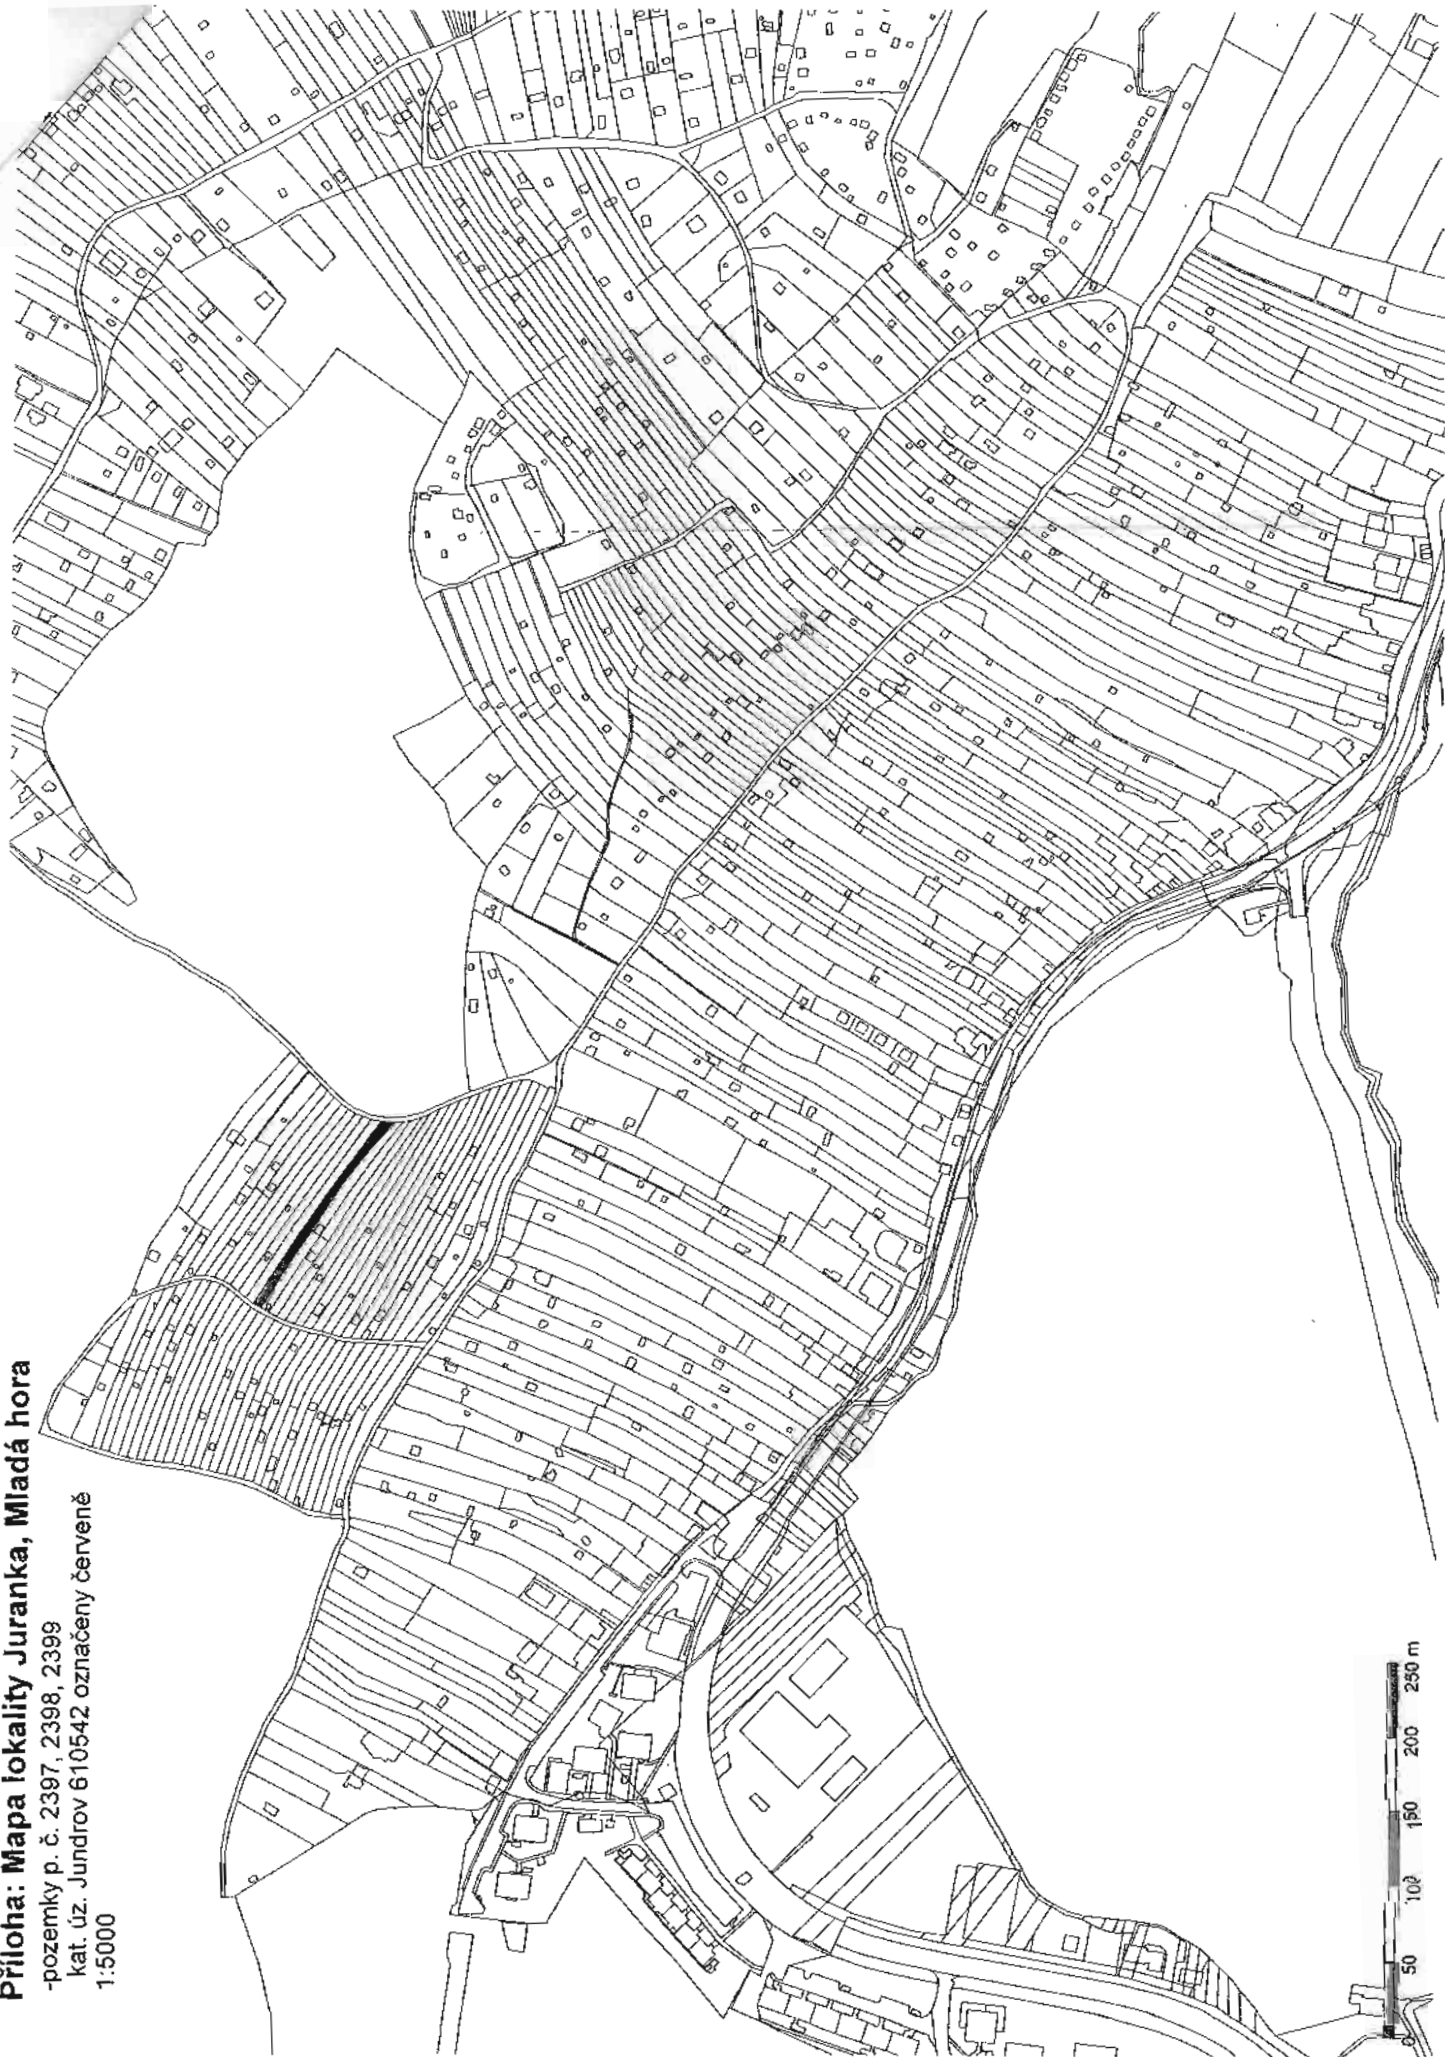 Příloha: Mapa lokality Juranka, Mladá hora
-pozemky p. č. 2397, 2398, 2399
kat. úz. Jundrov 610542 označeny červeně
1:5000
0 50 100 150 200 250 m